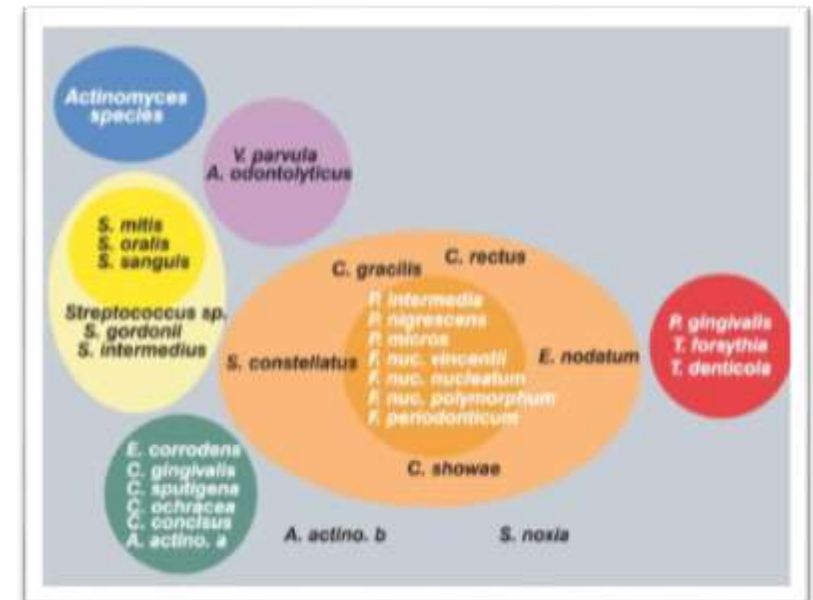 Actinomyces
species
V. parvula
A. odontolyticus
S. mitis
S. oralis
S. sanguis
Streptococcus sp.
S. gordonii
S. intermedius
C. gracilis
C. rectus
P. intermedia
P. nigrescens
P. micros
F. nuc. vincentii
F. nuc. nucleatum
F. nuc. polymorphum
F. periodonticum
S. constellatus
E. nodatum
C. showae
P. gingivalis
T. forsythia
T. denticola
E. corrodens
C. gingivalis
C. sputigena
C. ochracea
C. concisus
A. actino. a
A. actino. b
S. noxia